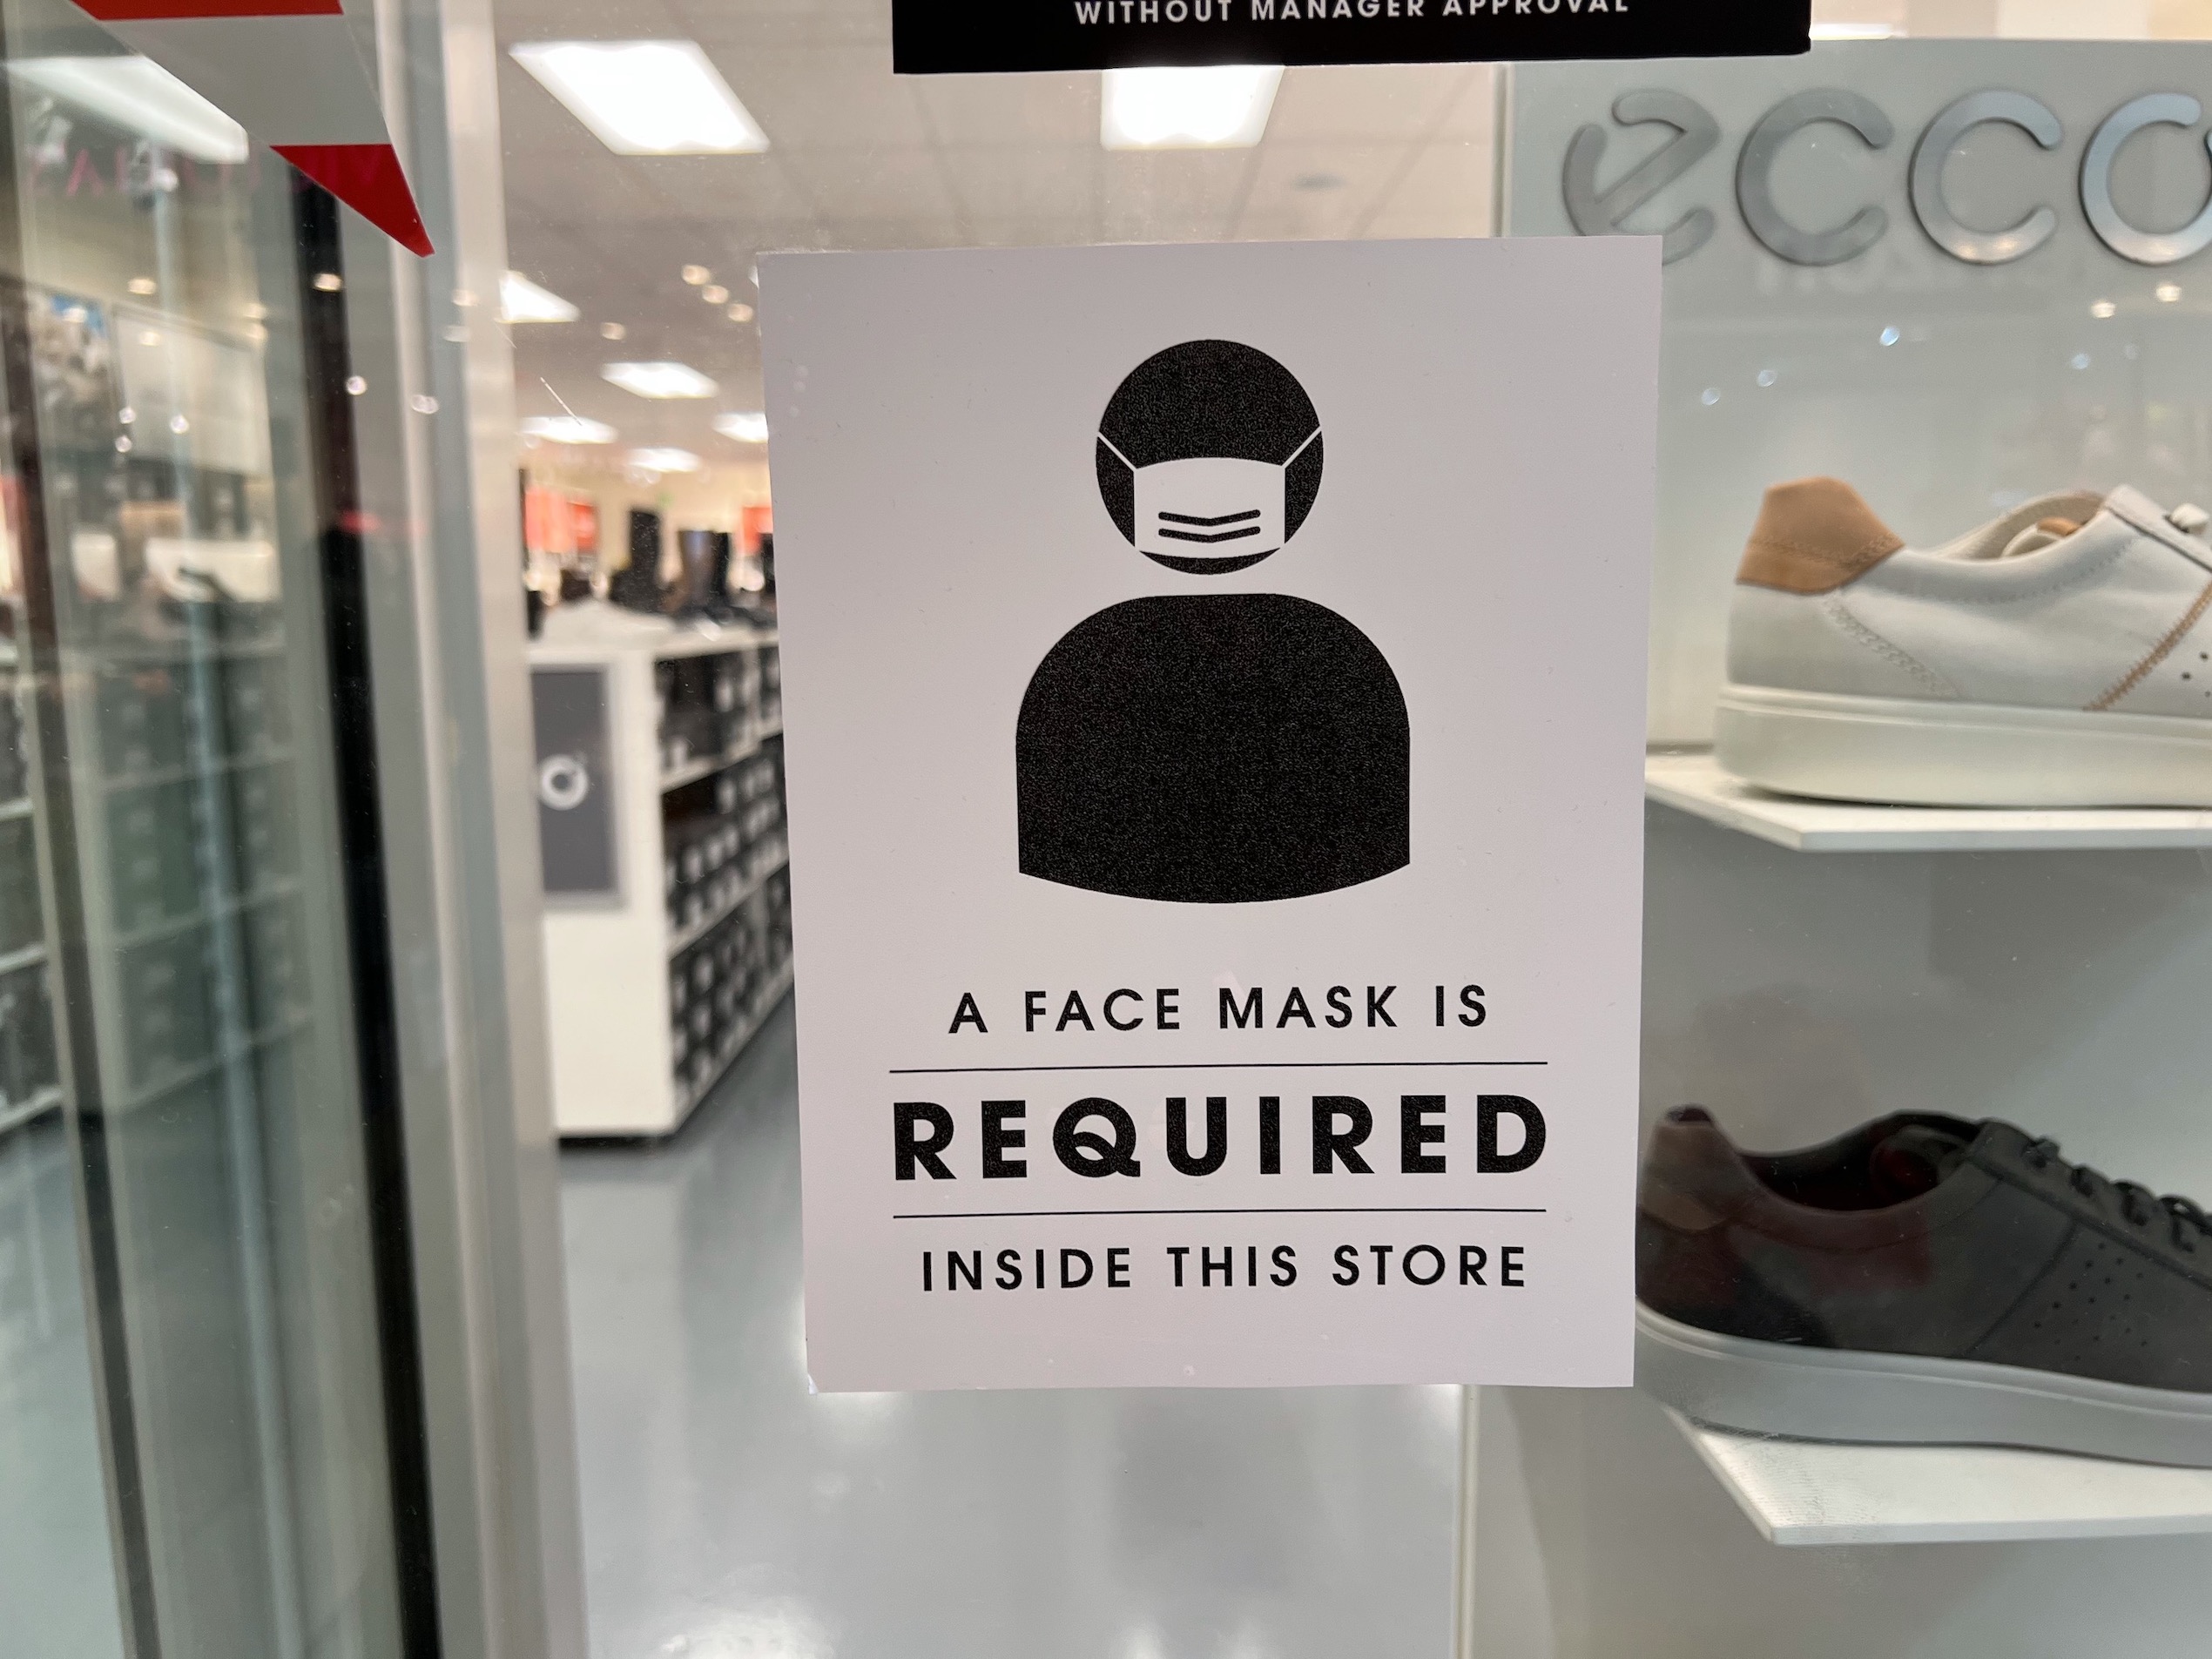 WITHOUT MANAGER APPROVAL
ecco
A FACE MASK IS
REQUIRED
INSIDE THIS STORE